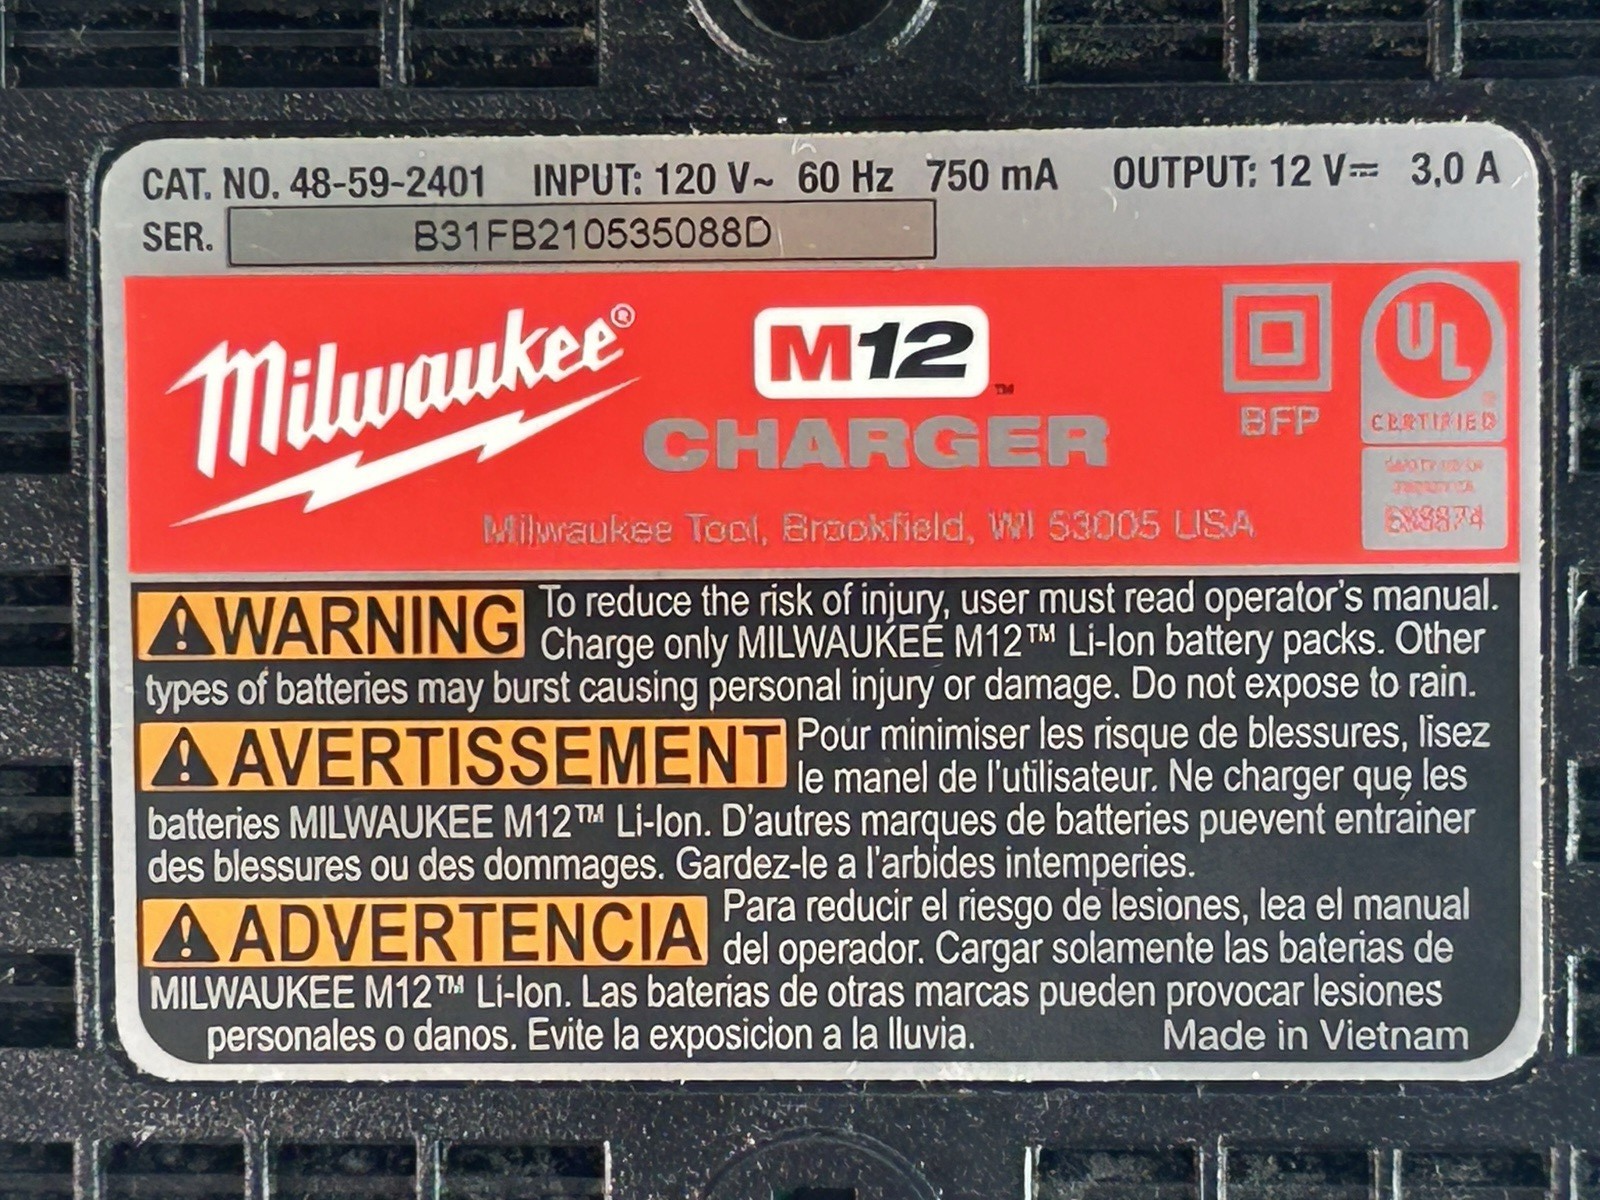 CAT. NO. 48-59-2401 INPUT: 120 V~ 60 Hz 750 mA OUTPUT: 12 V⎓ 3.0 A
SER. B31FB210535088D
Milwaukee®
M12™
CHARGER
BFP
UL
CERTIFIED
Milwaukee Tool, Brookfield, WI 53005 USA
⚠WARNING To reduce the risk of injury, user must read operator's manual.
Charge only MILWAUKEE M12™ Li-Ion battery packs. Other
types of batteries may burst causing personal injury or damage. Do not expose to rain.
⚠AVERTISSEMENT Pour minimiser les risque de blessures, lisez
le manel de l'utilisateur. Ne charger que les
batteries MILWAUKEE M12™ Li-Ion. D'autres marques de batteries puevent entraîner
des blessures ou des dommages. Gardez-le a l'arbides intemperies.
⚠ADVERTENCIA Para reducir el riesgo de lesiones, lea el manual
del operador. Cargar solamente las baterias de
MILWAUKEE M12™ Li-Ion. Las baterias de otras marcas pueden provocar lesiones
personales o danos. Evite la exposicion a la lluvia.
Made in Vietnam